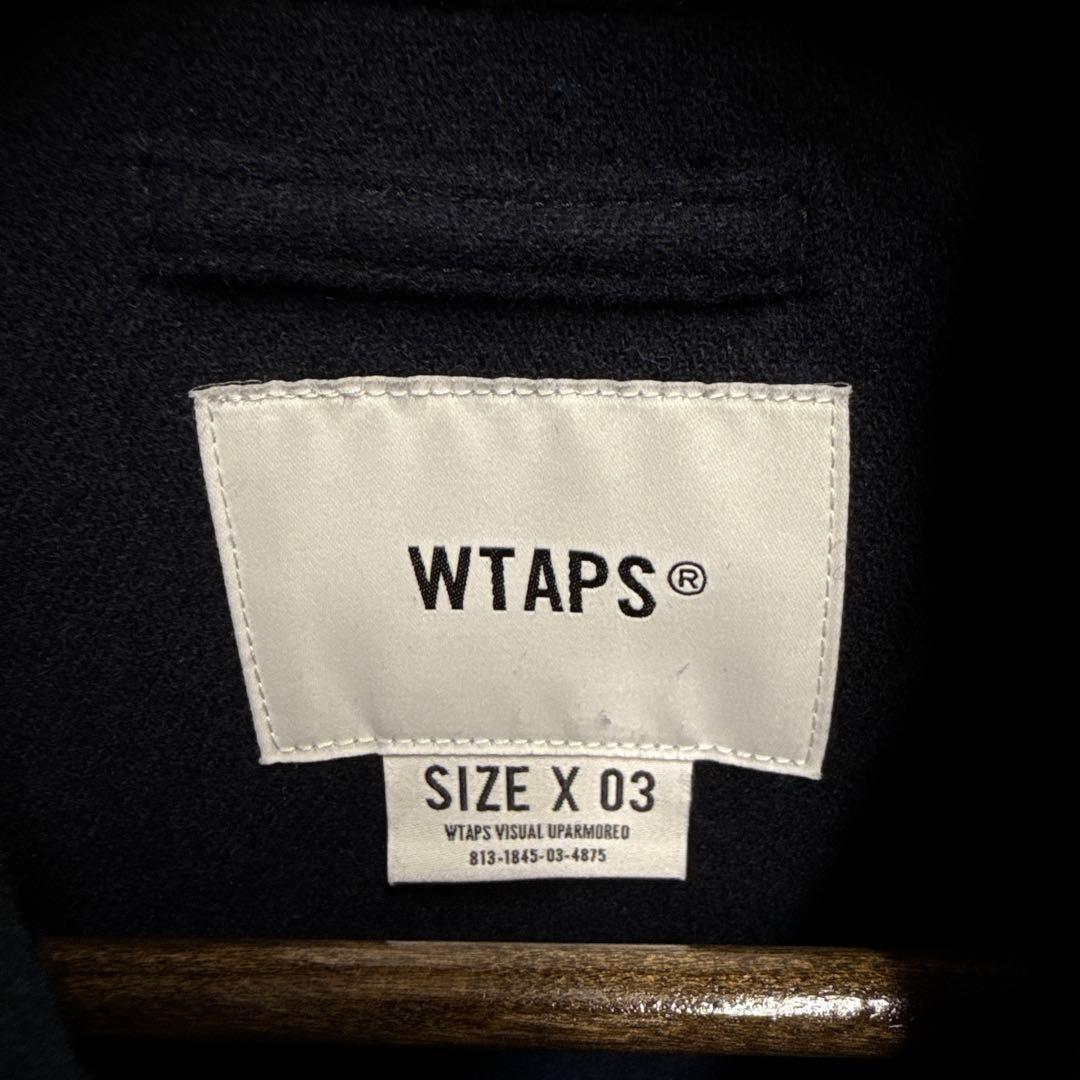 WTAPS®
SIZE X 03
WTAPS VISUAL UPARMORED
813-1845-03-4875